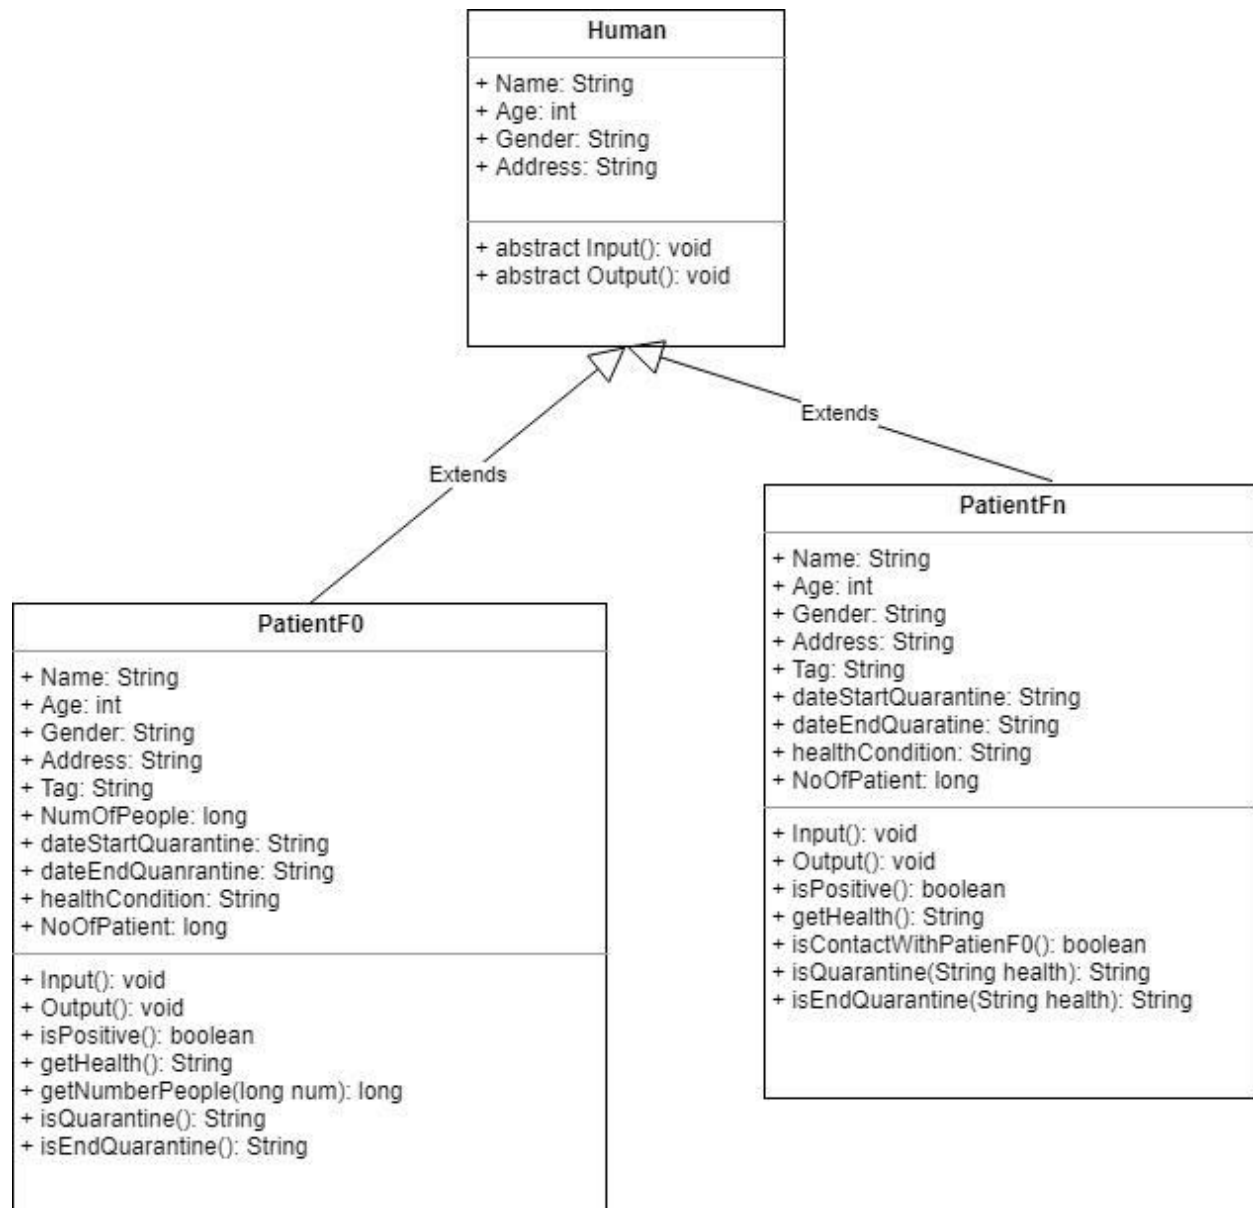 Human
+ Name: String
+ Age: int
+ Gender: String
+ Address: String
+ abstract Input(): void
+ abstract Output(): void
Extends
Extends
PatientFn
+ Name: String
+ Age: int
+ Gender: String
+ Address: String
+ Tag: String
+ dateStartQuarantine: String
+ dateEndQuaratine: String
+ healthCondition: String
+ NoOfPatient: long
+ Input(): void
+ Output(): void
+ isPositive(): boolean
+ getHealth(): String
+ isContactWithPatienF0(): boolean
+ isQuarantine(String health): String
+ isEndQuarantine(String health): String
PatientF0
+ Name: String
+ Age: int
+ Gender: String
+ Address: String
+ Tag: String
+ NumOfPeople: long
+ dateStartQuarantine: String
+ dateEndQuanrantine: String
+ healthCondition: String
+ NoOfPatient: long
+ Input(): void
+ Output(): void
+ isPositive(): boolean
+ getHealth(): String
+ getNumberPeople(long num): long
+ isQuarantine(): String
+ isEndQuarantine(): String